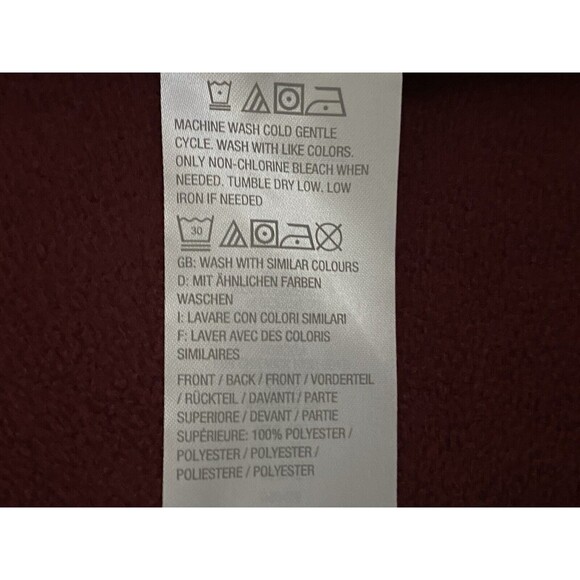 MACHINE WASH COLD GENTLE
CYCLE. WASH WITH LIKE COLORS.
ONLY NON-CHLORINE BLEACH WHEN
NEEDED. TUMBLE DRY LOW. LOW
IRON IF NEEDED
30
GB: WASH WITH SIMILAR COLOURS
D: MIT ÄHNLICHEN FARBEN
WASCHEN
I: LAVARE CON COLORI SIMILARI
F: LAVER AVEC DES COLORIS
SIMILAIRES
FRONT / BACK / FRONT / VORDERTEIL
/ RÜCKTEIL / DAVANTI / PARTE
SUPERIORE / DEVANT / PARTIE
SUPÉRIEURE: 100% POLYESTER /
POLYESTER / POLYESTER /
POLIESTERE / POLYESTER